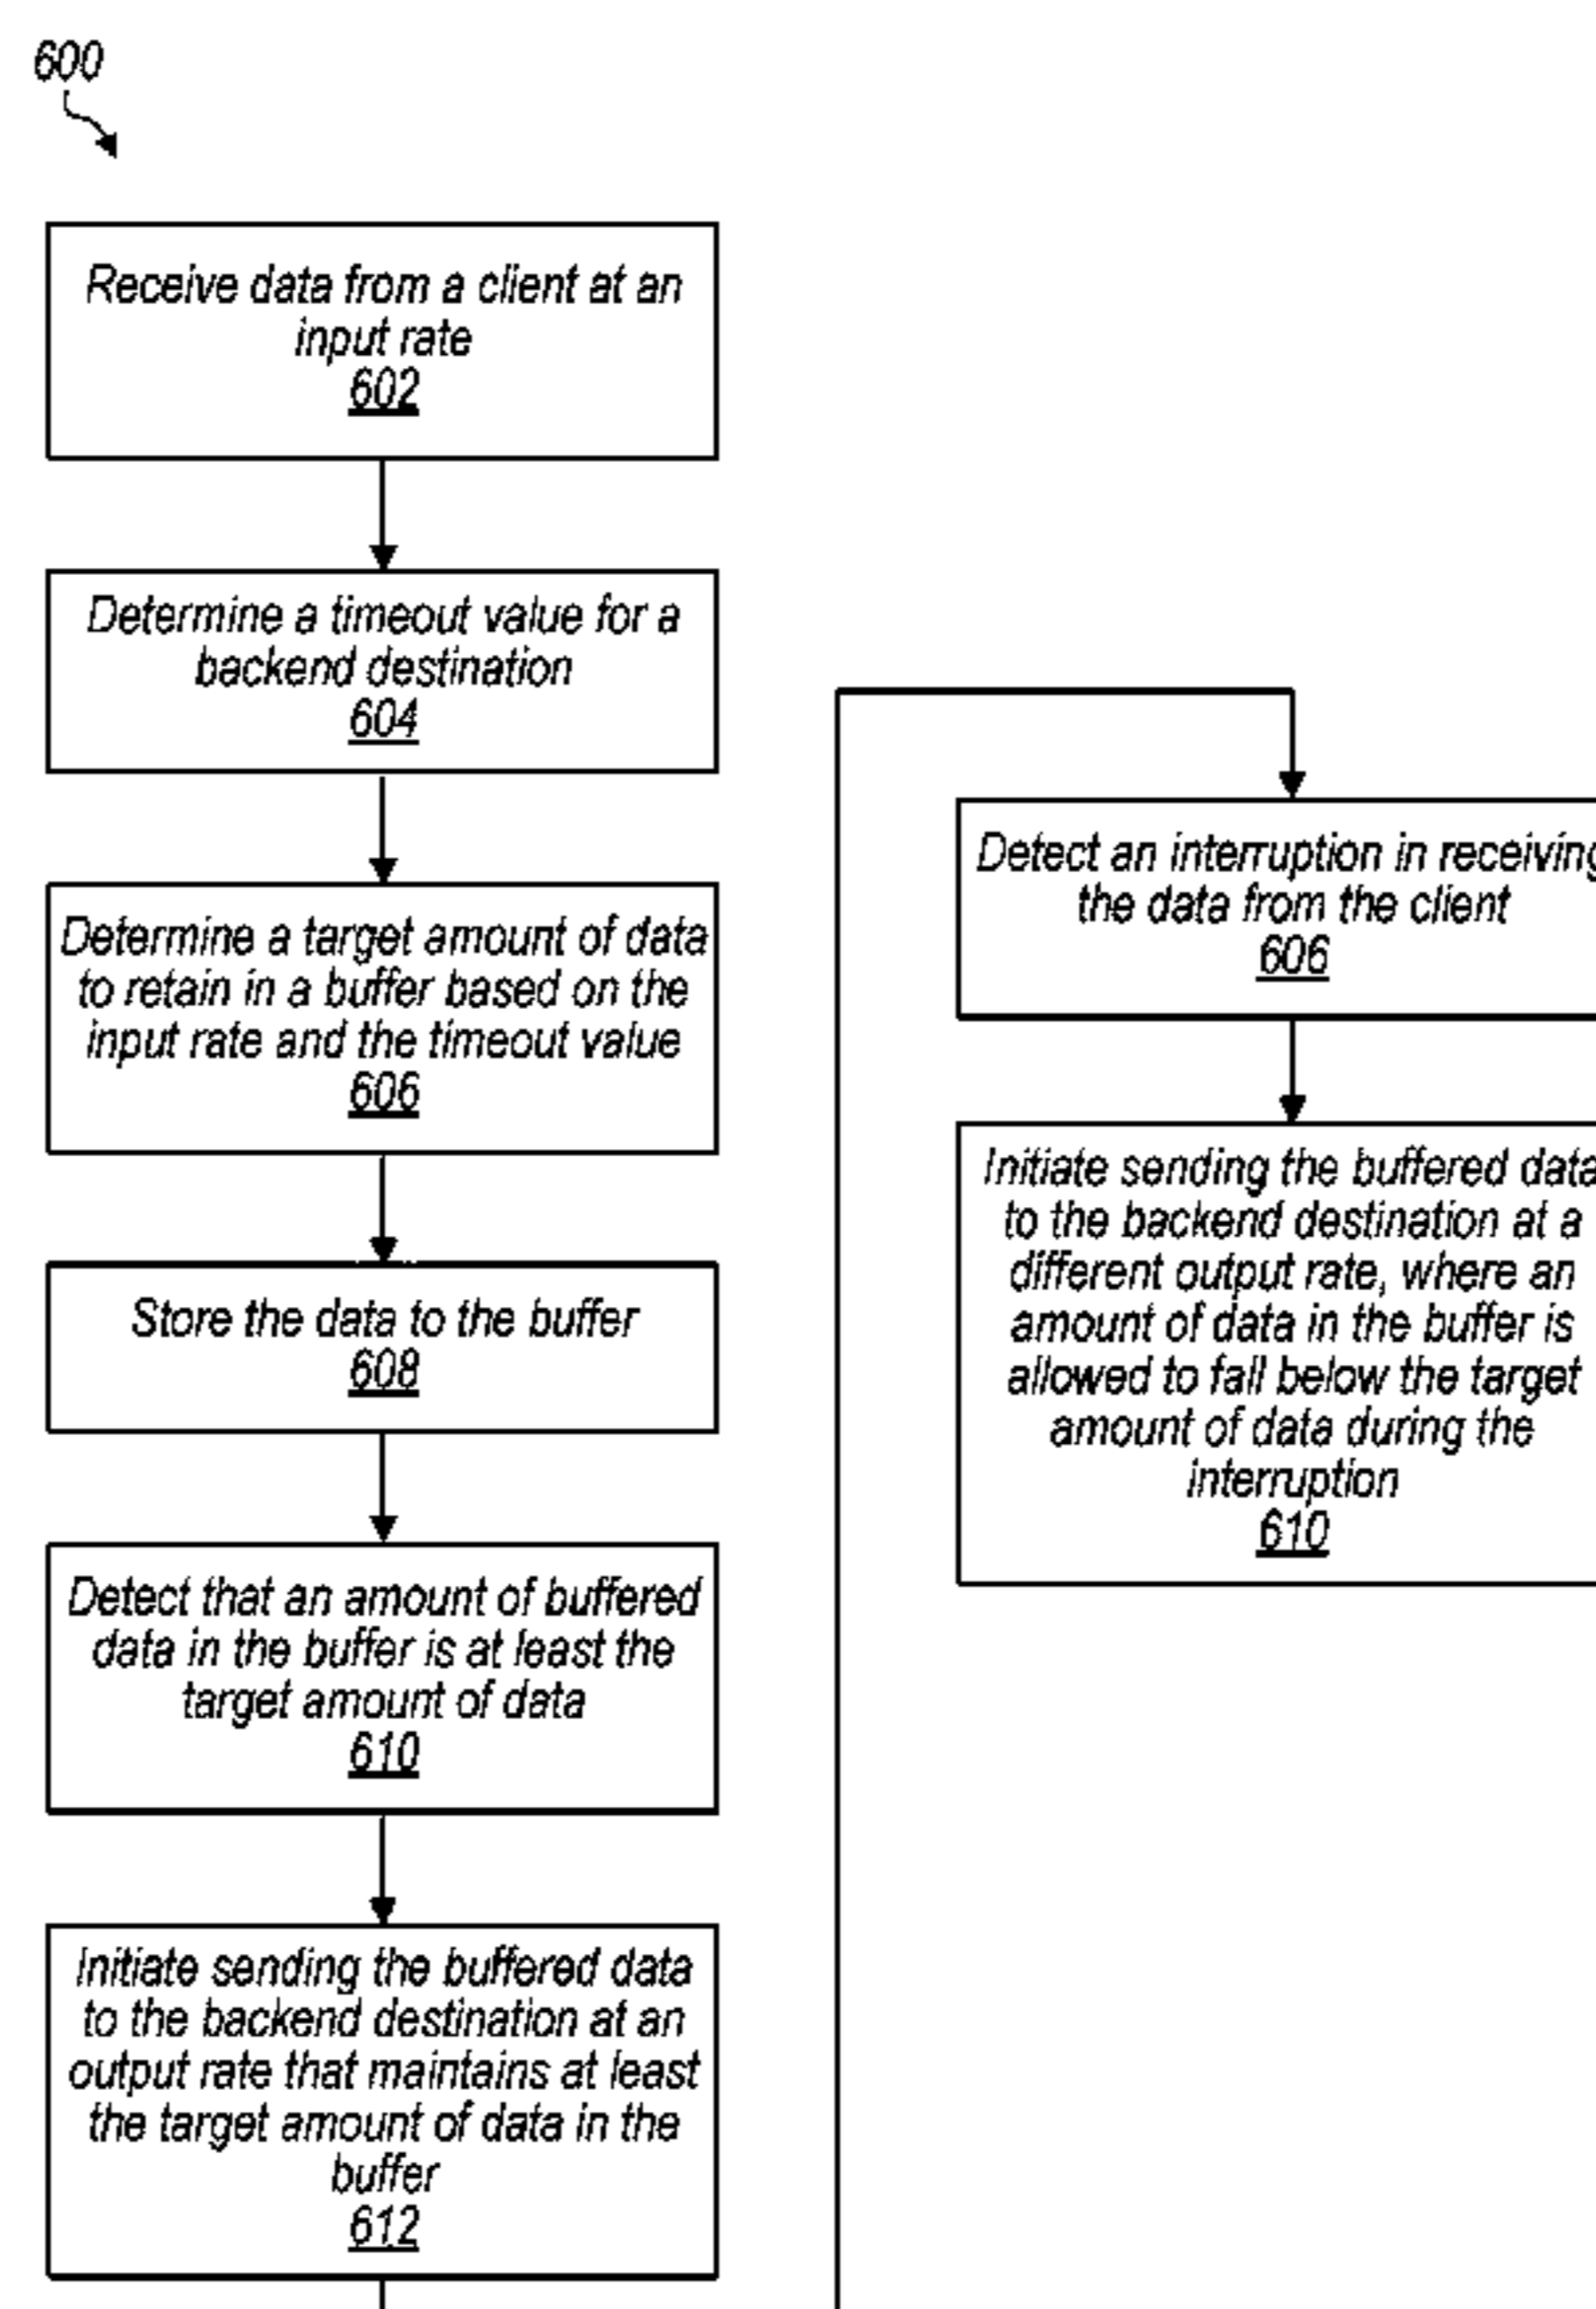 600
Receive data from a client at an
input rate
602
Determine a timeout value for a
backend destination
604
Determine a target amount of data
to retain in a buffer based on the
input rate and the timeout value
606
Store the data to the buffer
608
Detect that an amount of buffered
data in the buffer is at least the
target amount of data
610
Initiate sending the buffered data
to the backend destination at an
output rate that maintains at least
the target amount of data in the
buffer
612
Detect an interruption in receiving
the data from the client
606
Initiate sending the buffered data
to the backend destination at a
different output rate, where an
amount of data in the buffer is
allowed to fall below the target
amount of data during the
interruption
610